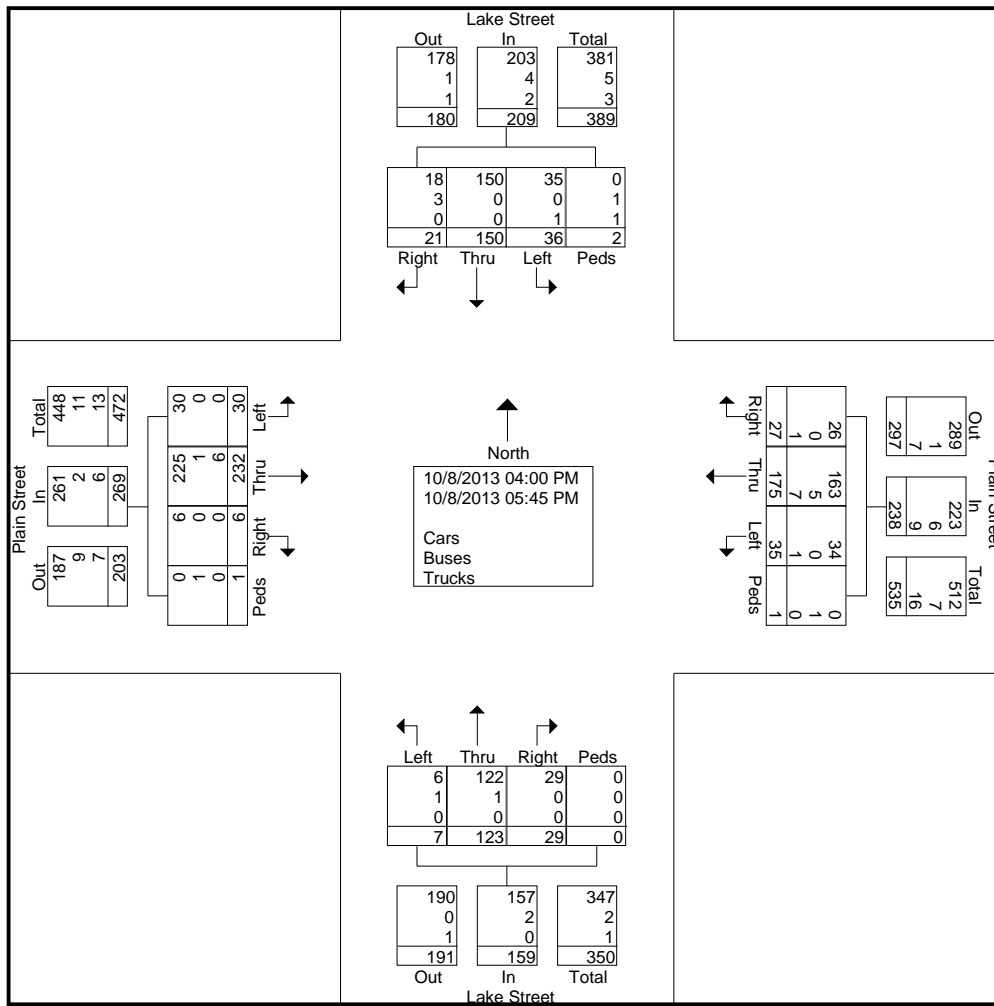 Lake Street
Out In Total
178 203 381
1 4 5
1 2 3
180 209 389
18 150 35 0
3 0 0 1
0 0 1 1
21 150 36 2
Right Thru Left Peds
Plain Street
Total
448 11 13 472
In
261 2 6 269
Out
187 9 7 203
30 0 0 30
Left
225 1 6 232
Thru
6 0 0 6
Right
0 1 0 1
Peds
North
10/8/2013 04:00 PM
10/8/2013 05:45 PM
Cars
Buses
Trucks
Right
26 0 1 27
Thru
163 5 7 175
Left
34 0 1 35
Peds
0 1 0 1
Out
289 1 7 297
In
223 6 9 238
Total
512 7 16 535
Plain Street
Left Thru Right Peds
6 122 29 0
1 1 0 0
0 0 0 0
7 123 29 0
190 157 347
0 2 2
1 0 1
191 159 350
Out In Total
Lake Street